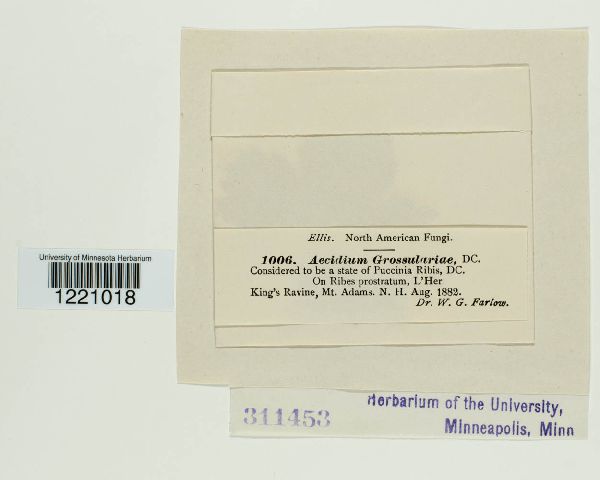 Ellis. North American Fungi.
1006. Aecidium Grossulariae, DC.
Considered to be a state of Puccinia Ribis, DC.
On Ribes prostratum, L'Her
King's Ravine, Mt. Adams. N. H. Aug. 1882.
Dr. W. G. Farlow.
University of Minnesota Herbarium
1221018
311453
Herbarium of the University,
Minneapolis, Minn